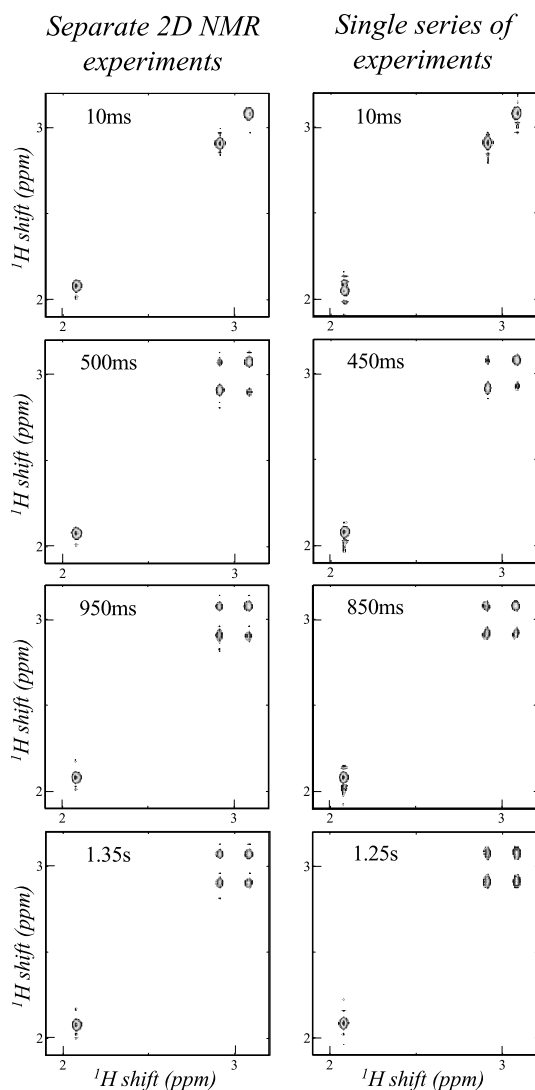 Separate 2D NMR
experiments
Single series of
experiments
10ms
3
2
2
3
¹H shift (ppm)
10ms
3
2
2
3
500ms
3
2
2
3
¹H shift (ppm)
450ms
3
2
2
3
950ms
3
2
2
3
¹H shift (ppm)
850ms
3
2
2
3
1.35s
3
2
2
3
¹H shift (ppm)
1.25s
3
2
2
3
¹H shift (ppm)
¹H shift (ppm)